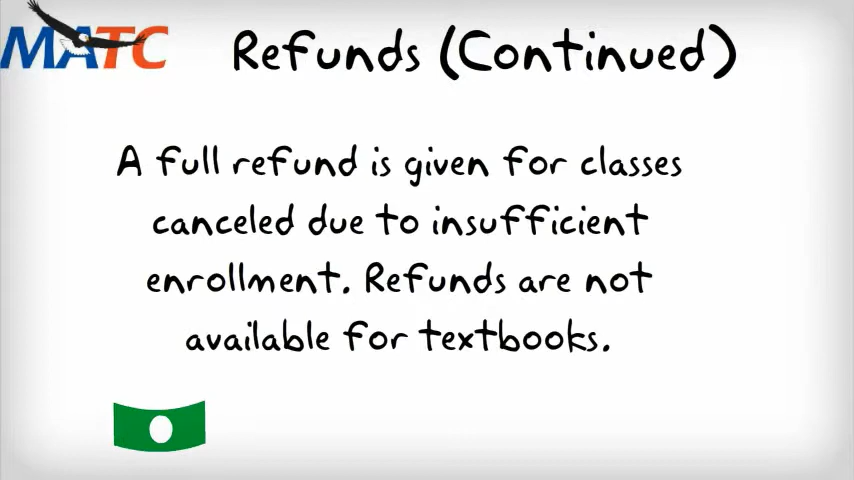 MATC
Refunds (Continued)
A full refund is given for classes
canceled due to insufficient
enrollment. Refunds are not
available for textbooks.